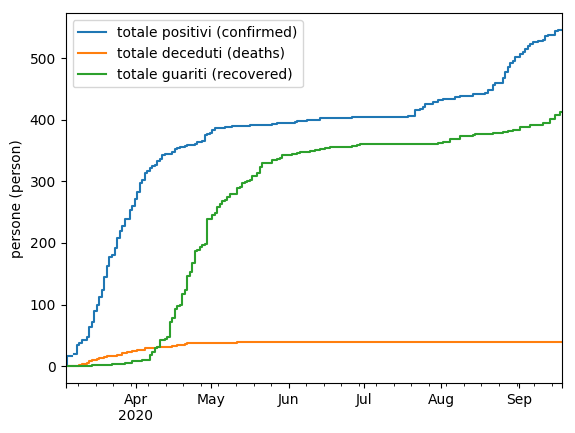 totale positivi (confirmed)
totale deceduti (deaths)
totale guariti (recovered)
persone (person)
500
400
300
200
100
0
Apr May Jun Jul Aug Sep
2020